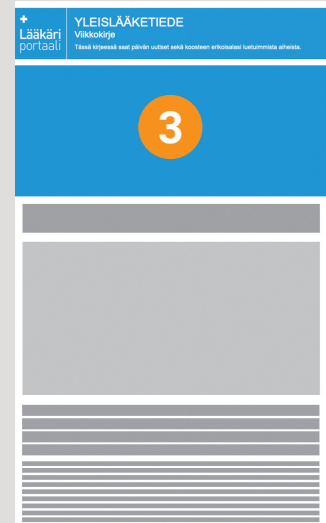 Lääkäri
portaali
YLEISLÄÄKETIEDE
Viikkokirje
Tässä kirjeessä saat päivän uutiset sekä koosteen erikoisalasi luetuimmista aiheista.
3